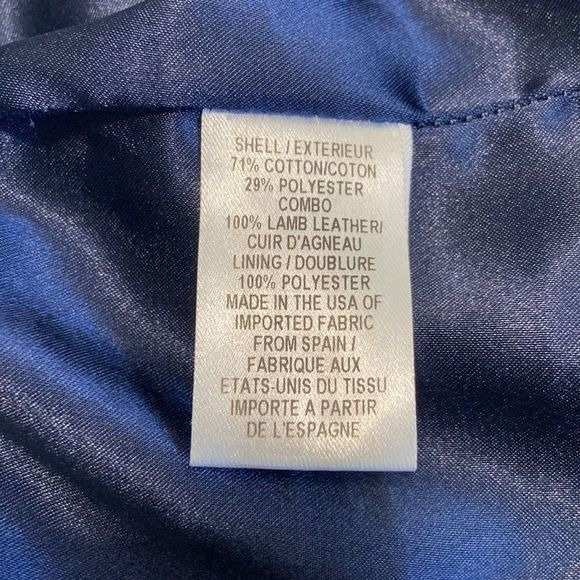 SHELL / EXTERIEUR
71% COTTON/COTON
29% POLYESTER
COMBO
100% LAMB LEATHER/
CUIR D'AGNEAU
LINING / DOUBLURE
100% POLYESTER
MADE IN THE USA OF
IMPORTED FABRIC
FROM SPAIN /
FABRIQUE AUX
ETATS-UNIS DU TISSU
IMPORTE A PARTIR
DE L'ESPAGNE